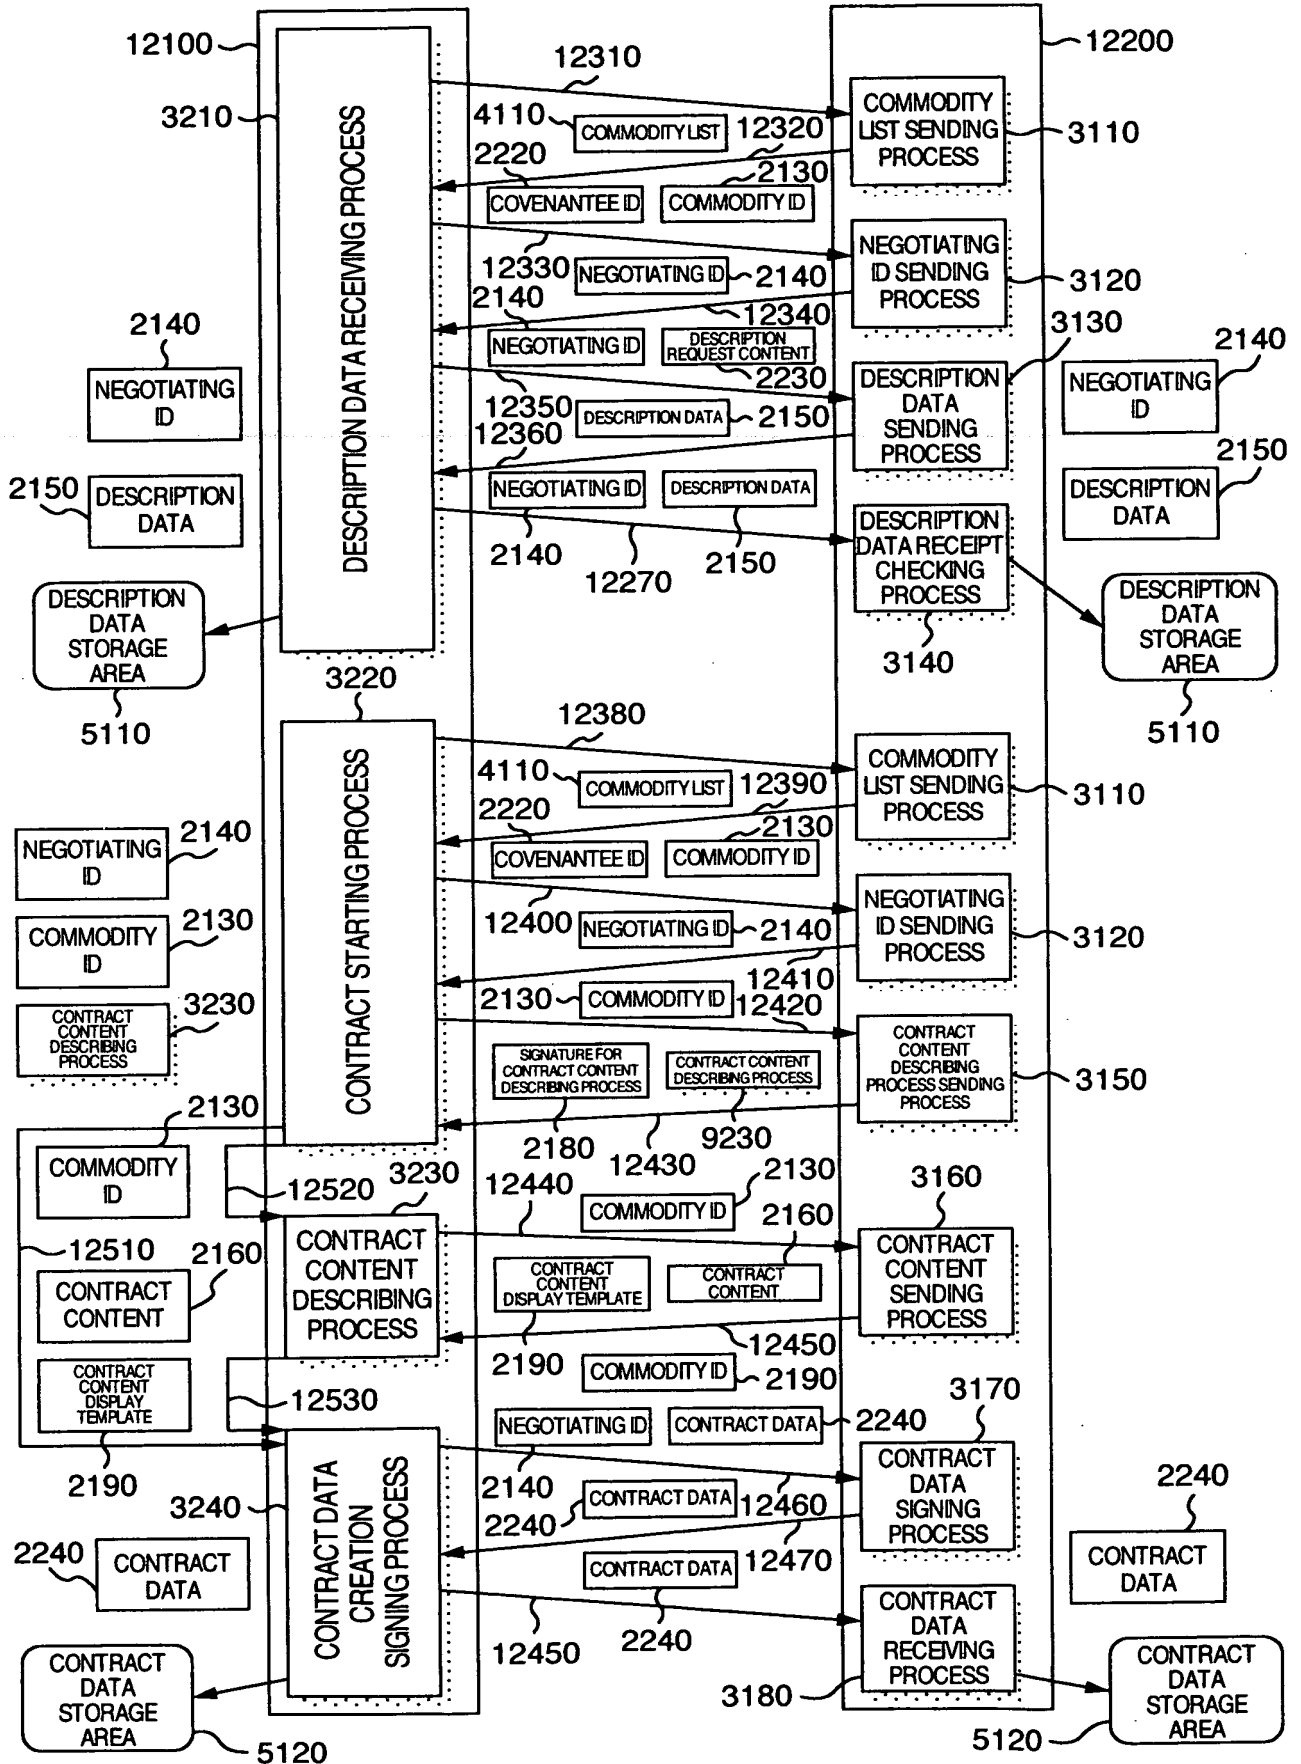 12100
12200
12310
3210
DESCRIPTION DATA RECEIVING PROCESS
COMMODITY
LIST SENDING
PROCESS
3110
4110
COMMODITY LIST
12320
2220
2130
COVENANTEE ID
COMMODITY ID
NEGOTIATING
ID SENDING
PROCESS
3120
12330
NEGOTIATING ID
2140
2140
12340
NEGOTIATING ID
DESCRIPTION
REQUEST CONTENT
2230
3130
DESCRIPTION
DATA
SENDING
PROCESS
2140
NEGOTIATING
ID
2140
NEGOTIATING
ID
12350
12360
DESCRIPTION DATA
2150
2150
DESCRIPTION
DATA
2150
DESCRIPTION
DATA
NEGOTIATING ID
DESCRIPTION DATA
2140
12270
2150
DESCRIPTION
DATA RECEIPT
CHECKING
PROCESS
3140
DESCRIPTION
DATA
STORAGE
AREA
5110
DESCRIPTION
DATA
STORAGE
AREA
5110
3220
CONTRACT STARTING PROCESS
12380
4110
COMMODITY LIST
12390
COMMODITY
LIST SENDING
PROCESS
3110
2220
2130
COVENANTEE ID
COMMODITY ID
NEGOTIATING
ID
2140
12400
NEGOTIATING ID
2140
NEGOTIATING
ID SENDING
PROCESS
3120
COMMODITY
ID
2130
12410
2130
COMMODITY ID
12420
CONTRACT
CONTENT
DESCRIBING
PROCESS
3230
SIGNATURE FOR
CONTRACT CONTENT
DESCRIBING PROCESS
CONTRACT CONTENT
DESCRIBING PROCESS
CONTRACT
CONTENT
DESCRIBING
PROCESS SENDING
PROCESS
3150
2180
12430
9230
2130
COMMODITY
ID
12520
3230
12440
2130
COMMODITY ID
3160
12510
2160
CONTRACT
CONTENT
CONTRACT
CONTENT
DESCRIBING
PROCESS
2160
CONTRACT
CONTENT
DISPLAY TEMPLATE
CONTRACT
CONTENT
CONTRACT
CONTENT
SENDING
PROCESS
2190
12450
COMMODITY ID
2190
CONTRACT
CONTENT
DISPLAY
TEMPLATE
2190
12530
3170
NEGOTIATING ID
CONTRACT DATA
2240
2140
12460
3240
CONTRACT DATA
CREATION
SIGNING PROCESS
CONTRACT
DATA
SIGNING
PROCESS
2240
CONTRACT DATA
12470
2240
CONTRACT
DATA
2240
CONTRACT
DATA
CONTRACT DATA
12450
2240
CONTRACT
DATA
RECEIVING
PROCESS
3180
CONTRACT
DATA
STORAGE
AREA
5120
CONTRACT
DATA
STORAGE
AREA
5120